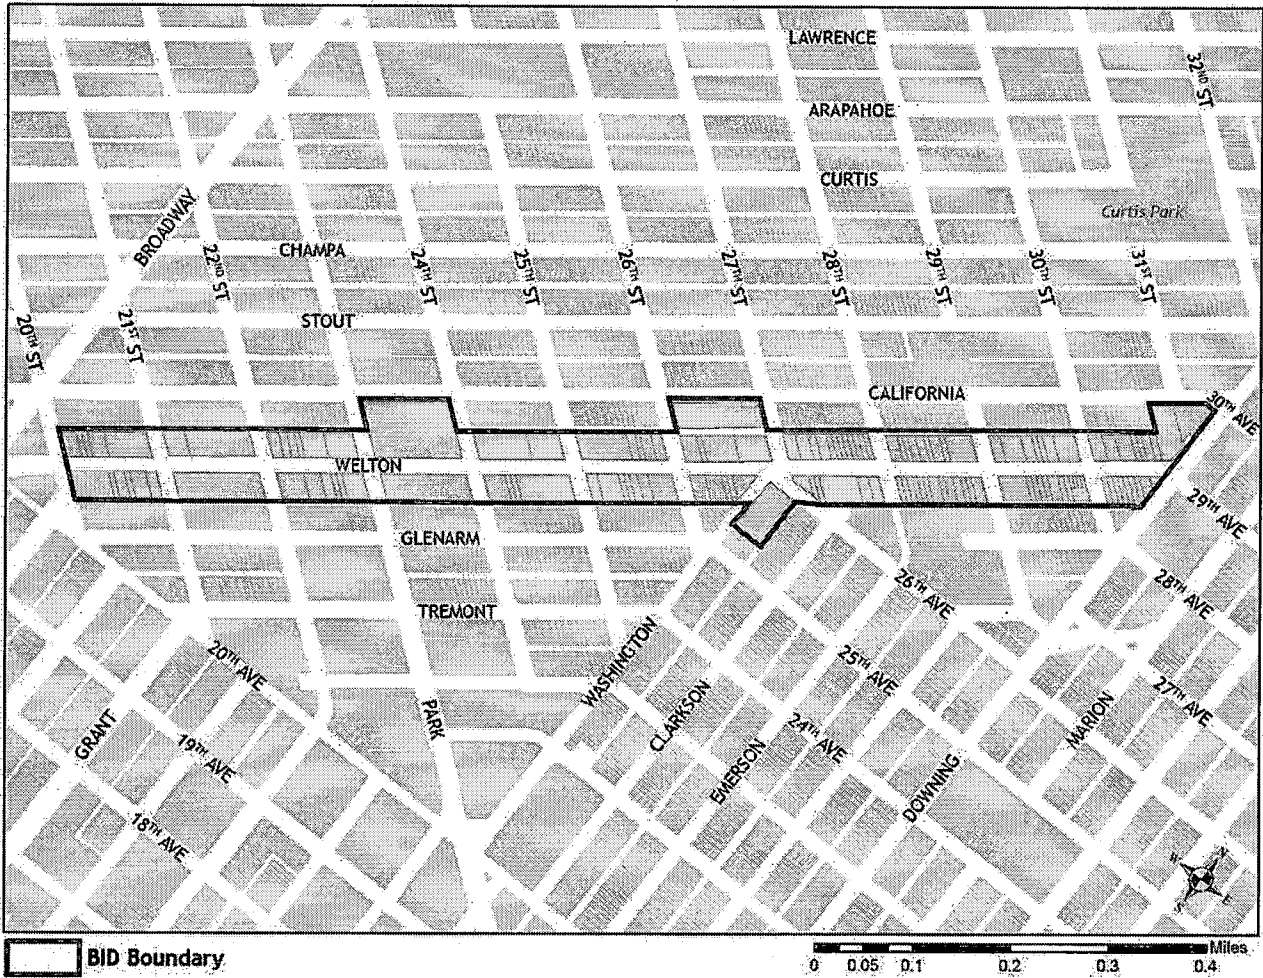 LAWRENCE
32ND ST
ARAPAHOE
CURTIS
Curtis Park
BROADWAY
CHAMPA
22ND ST
24TH ST
25TH ST
26TH ST
27TH ST
28TH ST
29TH ST
30TH ST
31ST ST
20TH ST
21ST ST
STOUT
CALIFORNIA
30TH AVE
WELTON
29TH AVE
GLENARM
26TH AVE
28TH AVE
TREMONT
20TH AVE
WASHINGTON
25TH AVE
27TH AVE
GRANT
19TH AVE
PARK
CLARKSON
24TH AVE
MARION
EMERSON
DOWNING
18TH AVE
N
W
E
S
BID Boundary
Miles
0 0.05 0.1 0.2 0.3 0.4